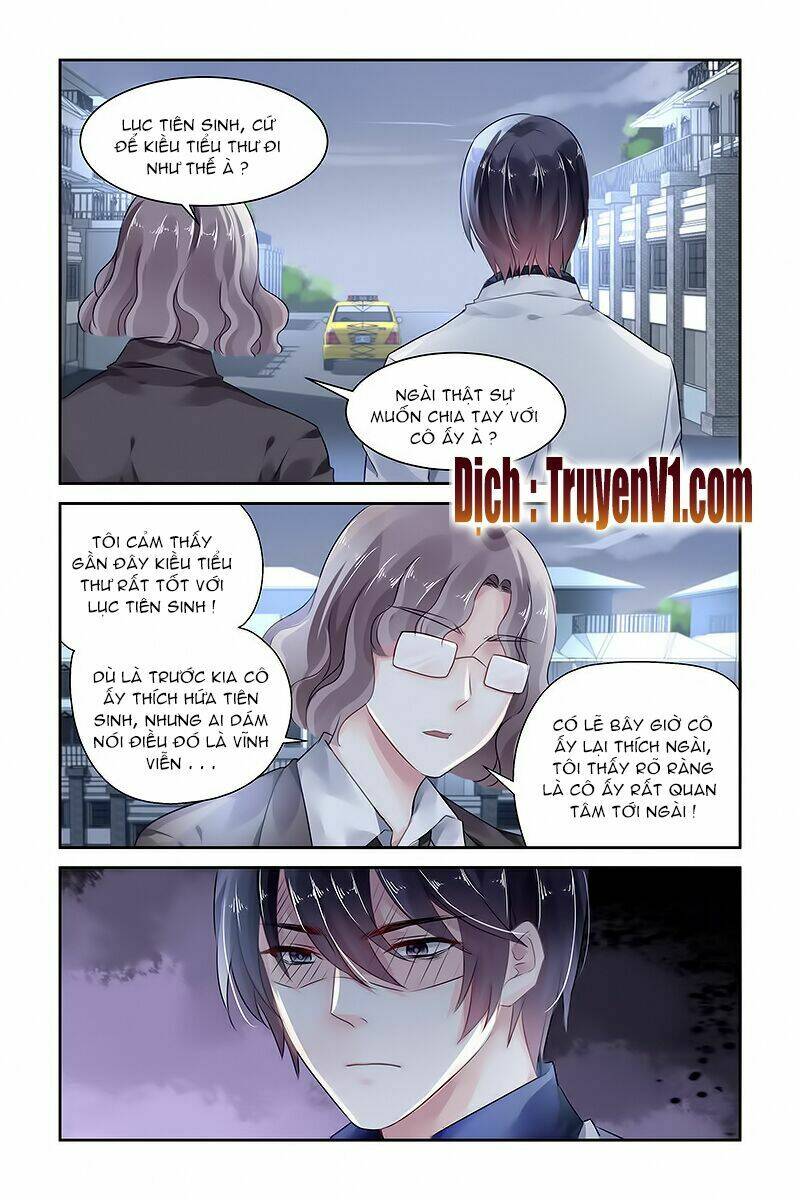 LỤC TIÊN SINH, CỨ
ĐỂ KIỀU TIỂU THƯ ĐI
NHƯ THẾ À ?
NGÀI THẬT SỰ
MUỐN CHIA TAY VỚI
CÔ ẤY À ?
Dịch : TruyenV1.com
TÔI CẢM THẤY
GẦN ĐÂY KIỀU TIỂU
THƯ RẤT TỐT VỚI
LỤC TIÊN SINH !
DÙ LÀ TRƯỚC KIA CÔ
ẤY THÍCH HỨA TIÊN
SINH, NHƯNG AI DÁM
NÓI ĐIỀU ĐÓ LÀ VĨNH
VIỄN . . .
CÓ LẼ BÂY GIỜ CÔ
ẤY LẠI THÍCH NGÀI,
TÔI THẤY RÕ RÀNG
LÀ CÔ ẤY RẤT QUAN
TÂM TỚI NGÀI !